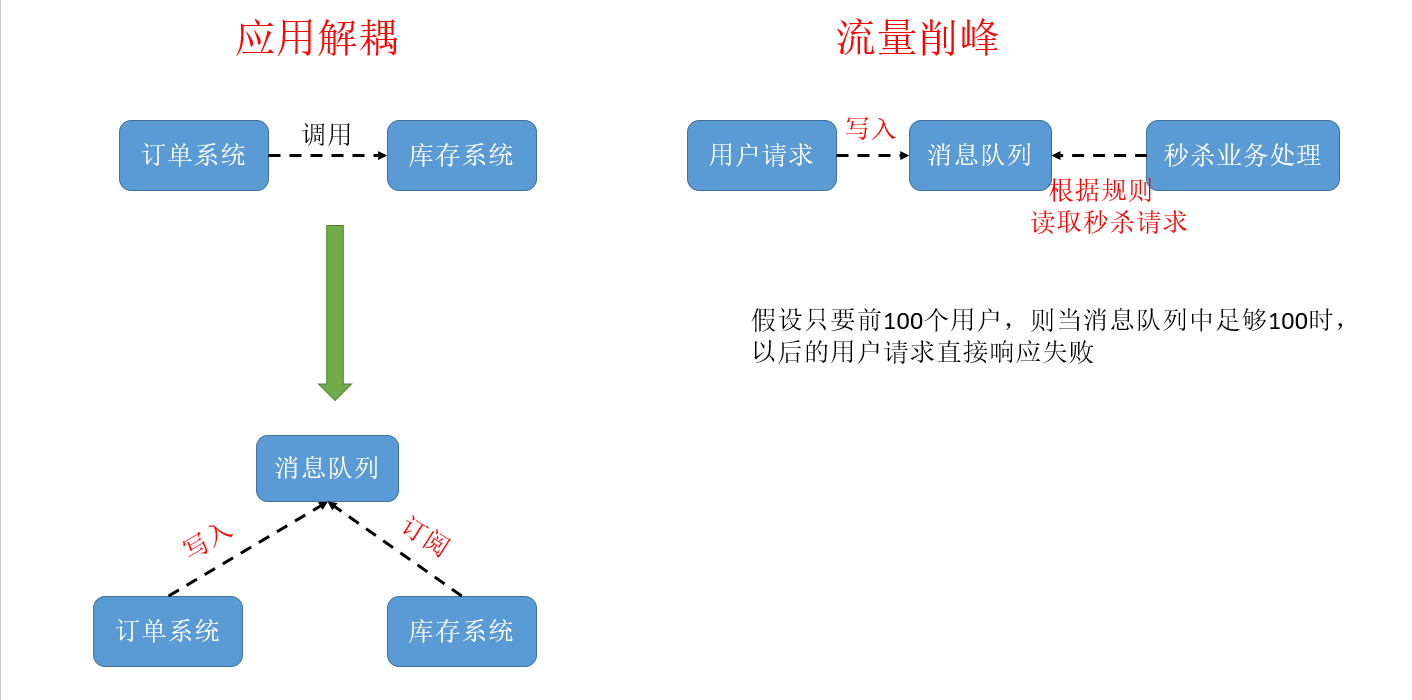 应用解耦
订单系统
调用
库存系统
消息队列
写入
订阅
订单系统
库存系统
流量削峰
用户请求
写入
消息队列
秒杀业务处理
根据规则
读取秒杀请求
假设只要前100个用户，则当消息队列中足够100时，
以后的用户请求直接响应失败